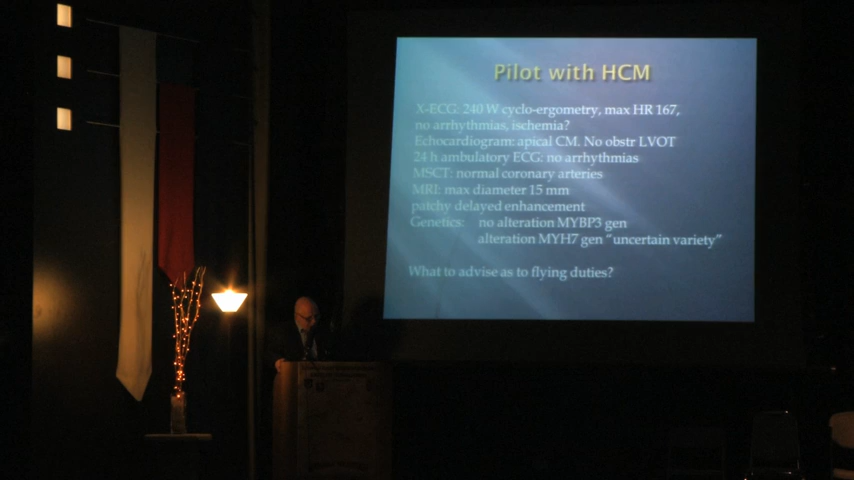 Pilot with HCM
X-ECG: 240 W cyclo-ergometry, max HR 167,
no arrhythmias, ischemia?
Echocardiogram: apical CM. No obstr LVOT
24 h ambulatory ECG: no arrhythmias
MSCT: normal coronary arteries
MRI: max diameter 15 mm
patchy delayed enhancement
Genetics: no alteration MYBP3 gen
alteration MYH7 gen "uncertain variety"
What to advise as to flying duties?